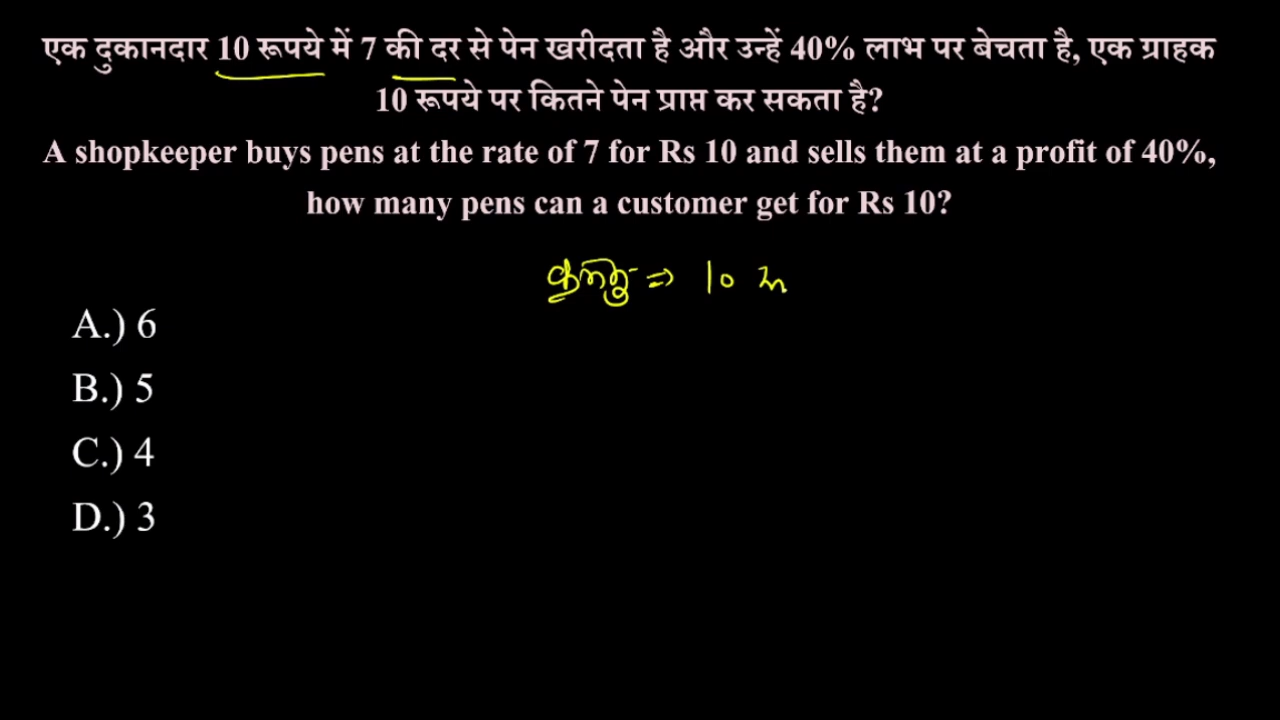 एक दुकानदार 10 रूपये में 7 की दर से पेन खरीदता है और उन्हें 40% लाभ पर बेचता है, एक ग्राहक
10 रूपये पर कितने पेन प्राप्त कर सकता है?
A shopkeeper buys pens at the rate of 7 for Rs 10 and sells them at a profit of 40%,
how many pens can a customer get for Rs 10?
⇒ 10
A.) 6
B.) 5
C.) 4
D.) 3